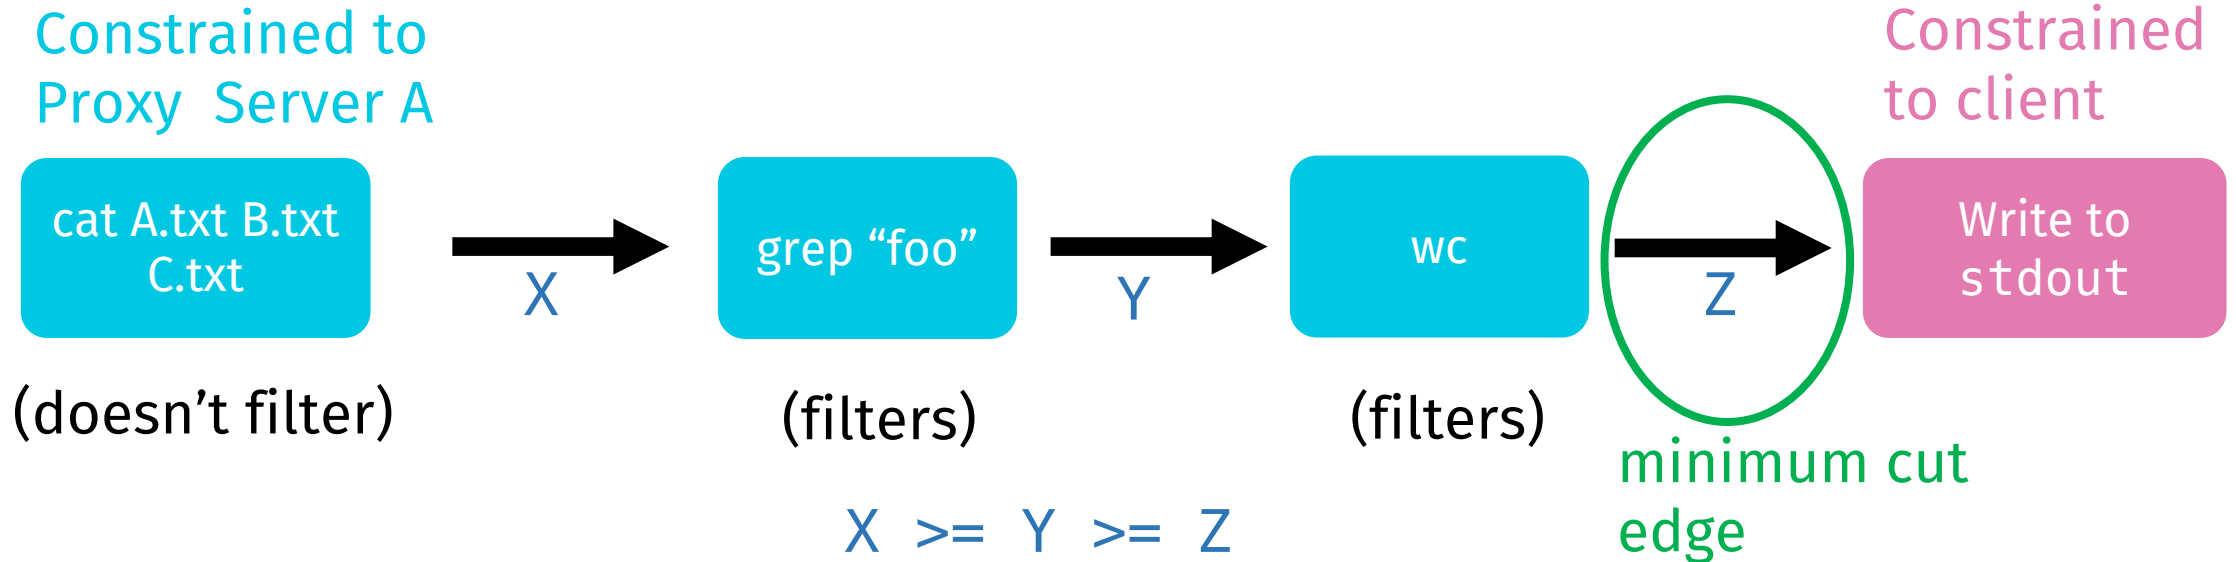 Constrained to
Proxy Server A
Constrained
to client
cat A.txt B.txt
C.txt
X
grep “foo”
Y
wc
Z
Write to
stdout
(doesn’t filter)
(filters)
(filters)
minimum cut
edge
X >= Y >= Z